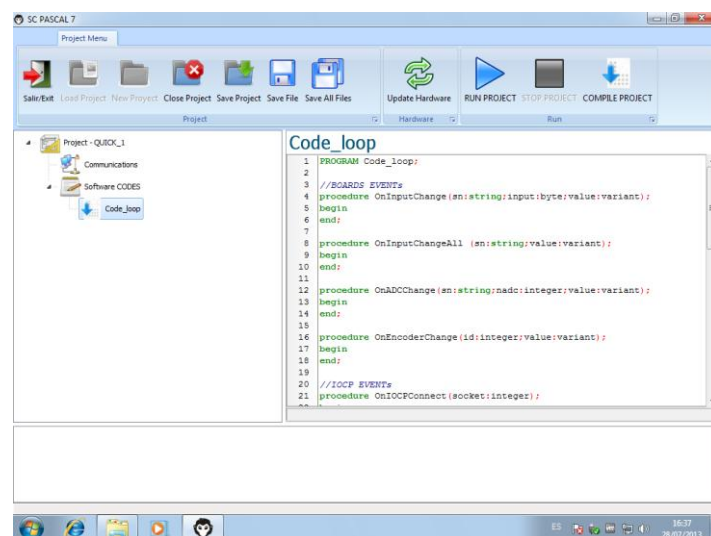 SC PASCAL 7
Project Menu
Salir/Exit Load Project New Proyect Close Project Save Project Save File Save All Files Update Hardware RUN PROJECT STOP PROJECT COMPILE PROJECT
Project Hardware Run
Project - QUICK_1
Communications
Software CODES
Code_loop
Code_loop
1 PROGRAM Code_loop;
2
3 //BOARDS EVENTs
4 procedure OnInputChange(sn:string;input:byte;value:variant);
5 begin
6 end;
7
8 procedure OnInputChangeAll (sn:string;value:variant);
9 begin
10 end;
11
12 procedure OnADCChange(sn:string;nadc:integer;value:variant);
13 begin
14 end;
15
16 procedure OnEncoderChange(id:integer;value:variant);
17 begin
18 end;
19
20 //IOCP EVENTs
21 procedure OnIOCPConnect(socket:integer);
ES 16:37
28/07/2013